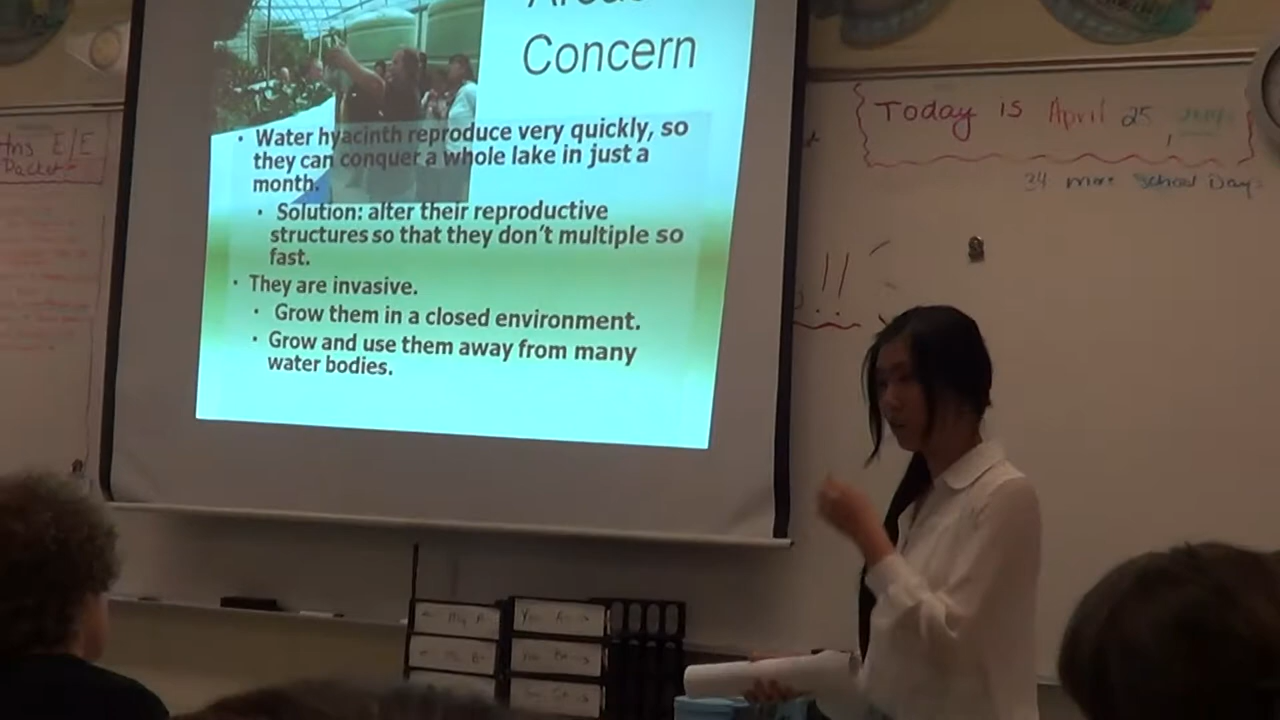 Concern
• Water hyacinth reproduce very quickly, so
they can conquer a whole lake in just a
month.
• Solution: alter their reproductive
structures so that they don't multiple so
fast.
• They are invasive.
• Grow them in a closed environment.
• Grow and use them away from many
water bodies.
Today is April 25,
34 more School Day
!!
E/E
Packet